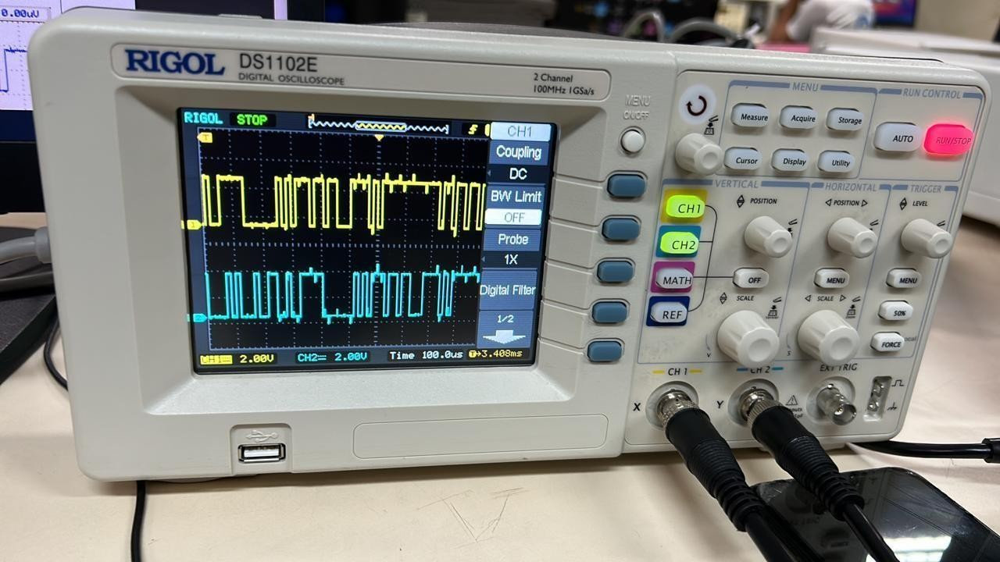 0.00uV
RIGOL DS1102E
DIGITAL OSCILLOSCOPE
2 Channel
100MHz 1GSa/s
MENU
ON/OFF
RIGOL STOP
CH1
Coupling
DC
BW Limit
OFF
Probe
1X
Digital Filter
1/2
CH1 2.00V CH2 2.00V Time 100.0us 3.408ms
MENU
Measure Acquire Storage
Cursor Display Utility
RUN CONTROL
AUTO RUN/STOP
VERTICAL
POSITION
CH1
CH2
MATH
REF
OFF
SCALE
V
HORIZONTAL
POSITION
MENU
SCALE
S
TRIGGER
LEVEL
MENU
50%
FORCE
CH 1
CH 2
EXT TRIG
X
Y